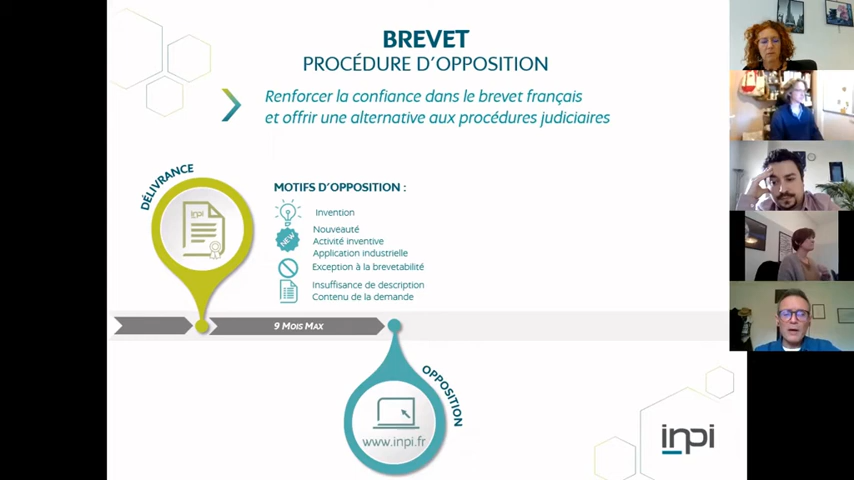 BREVET
PROCÉDURE D'OPPOSITION
Renforcer la confiance dans le brevet français
et offrir une alternative aux procédures judiciaires
DÉLIVRANCE
inpi
MOTIFS D'OPPOSITION :
Invention
NEW
Nouveauté
Activité inventive
Application industrielle
Exception à la brevetabilité
Insuffisance de description
Contenu de la demande
9 MOIS MAX
OPPOSITION
www.inpi.fr
inpi